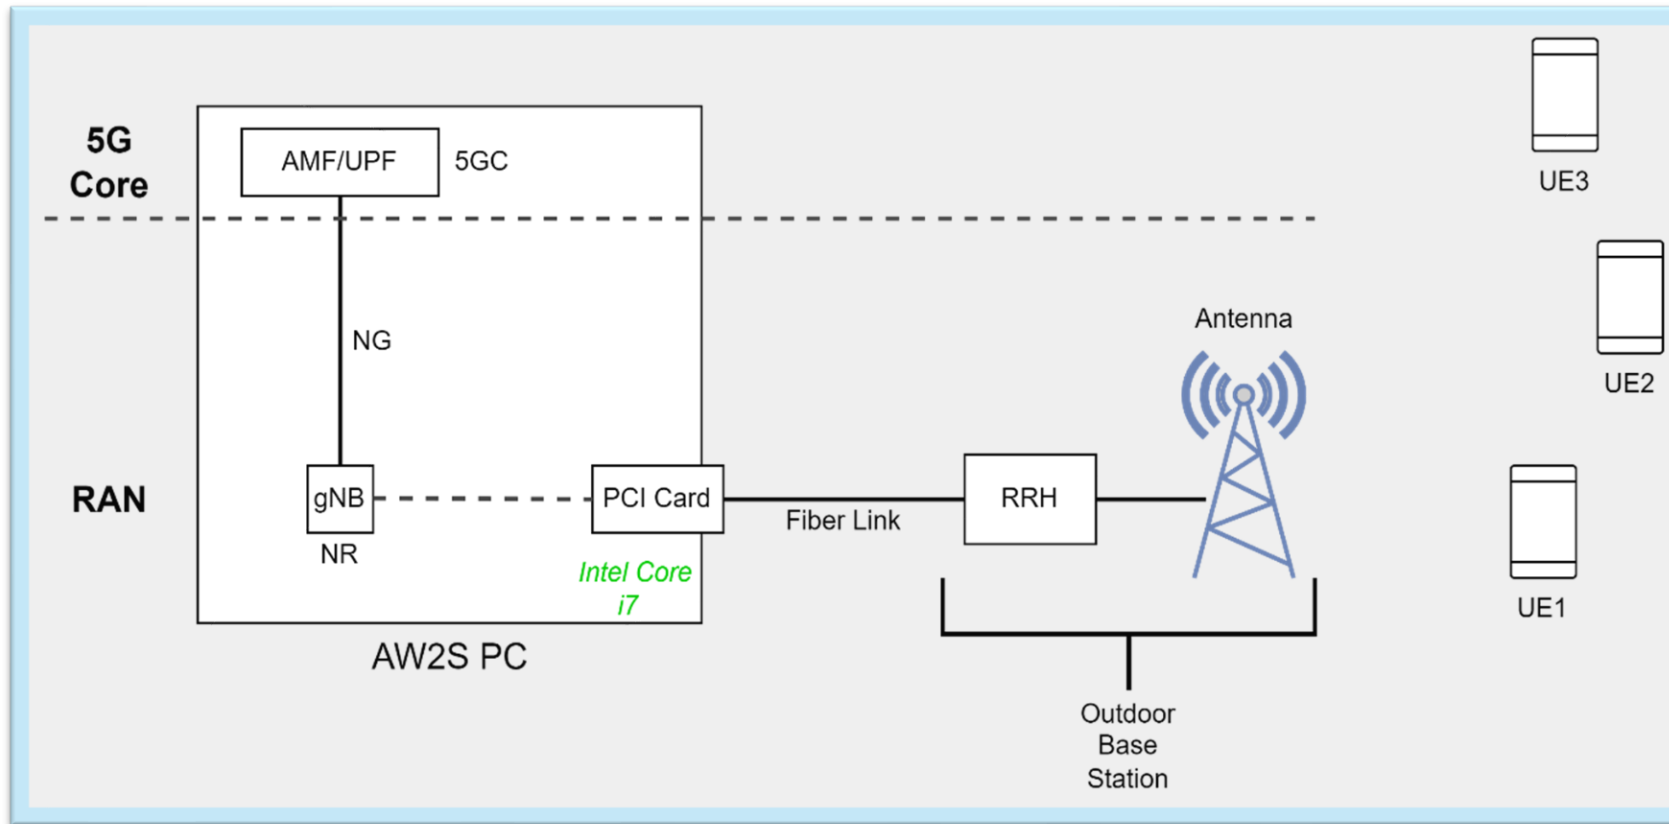 5G
Core
AMF/UPF
5GC
UE3
NG
Antenna
UE2
RAN
gNB
NR
PCI Card
Fiber Link
RRH
Intel Core
i7
UE1
AW2S PC
Outdoor
Base
Station